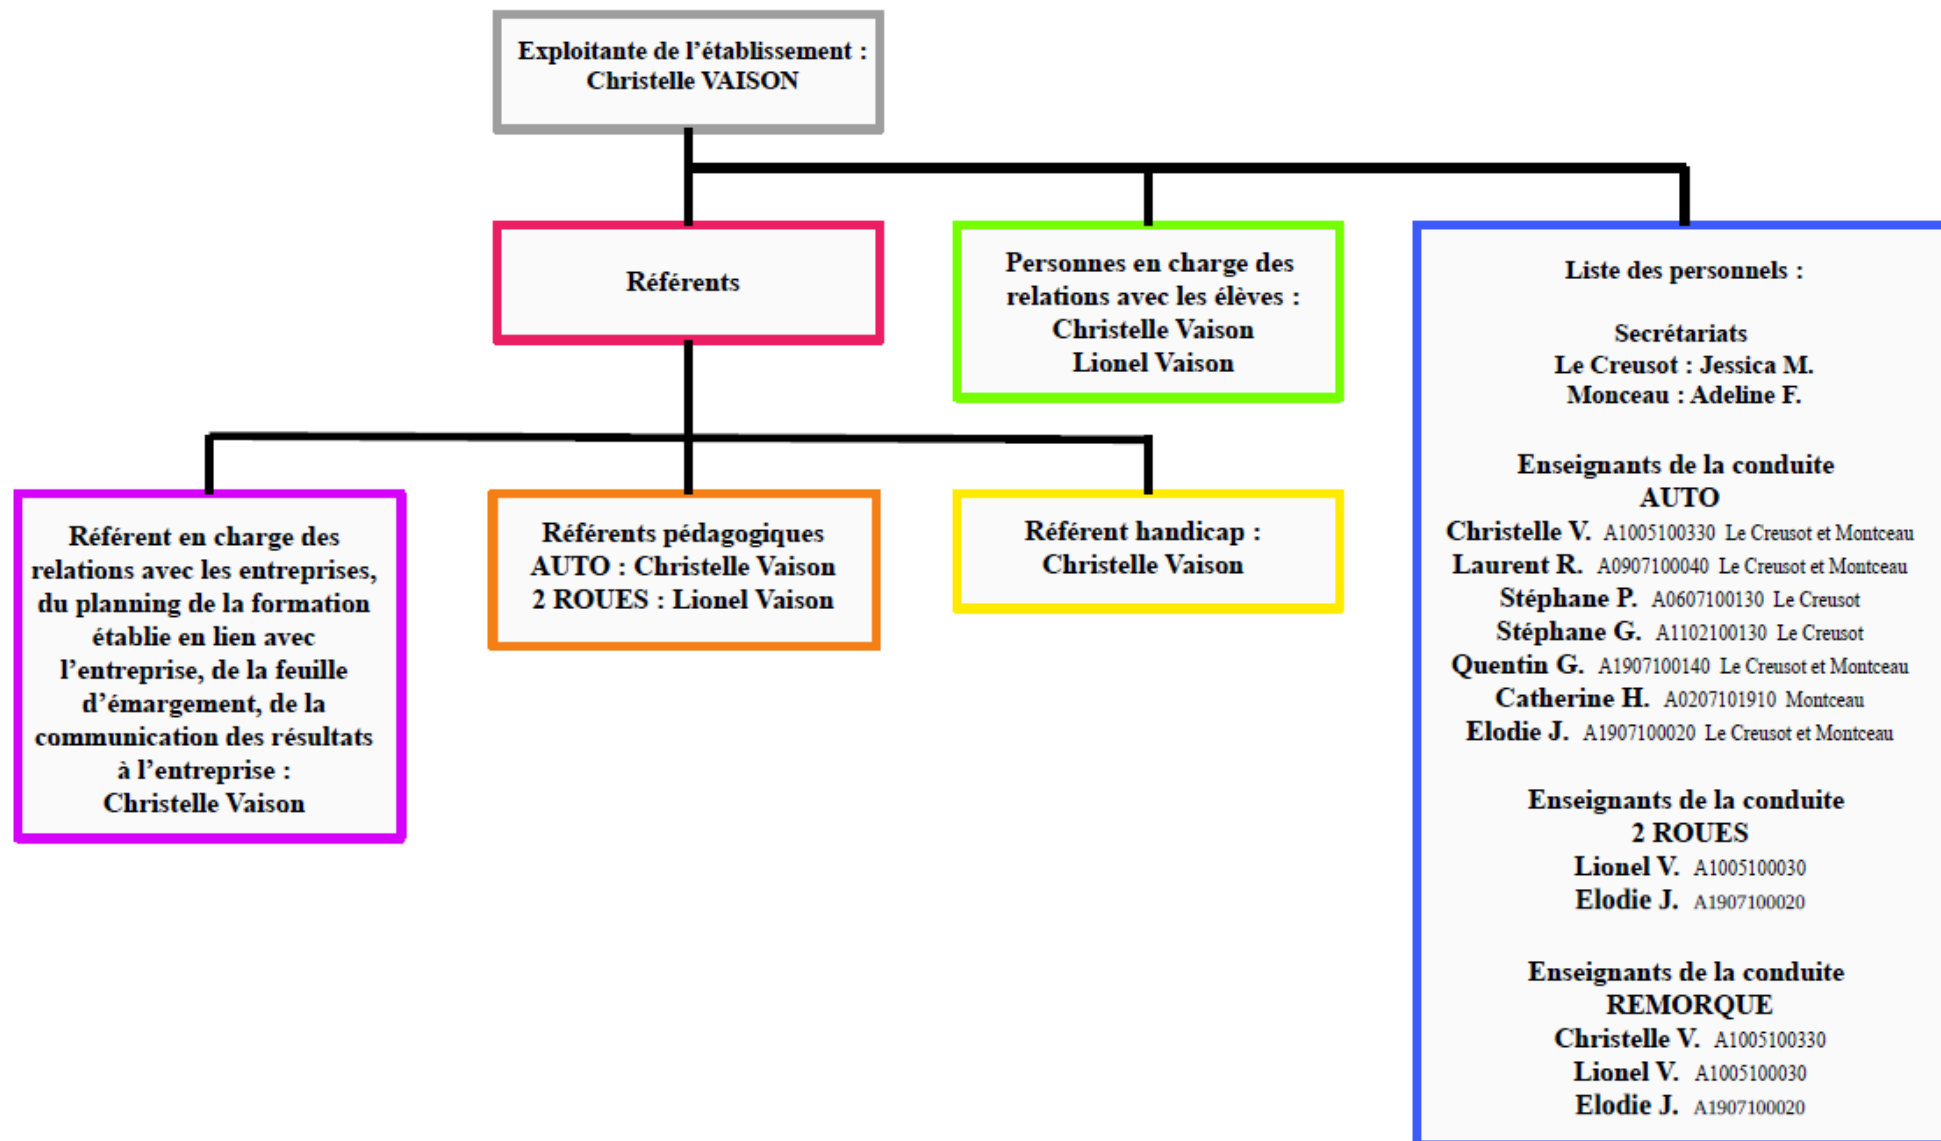 Exploitante de l’établissement :
Christelle VAISON
Référents
Personnes en charge des
relations avec les élèves :
Christelle Vaison
Lionel Vaison
Référent en charge des
relations avec les entreprises,
du planning de la formation
établie en lien avec
l’entreprise, de la feuille
d’émargement, de la
communication des résultats
à l’entreprise :
Christelle Vaison
Référents pédagogiques
AUTO : Christelle Vaison
2 ROUES : Lionel Vaison
Référent handicap :
Christelle Vaison
Liste des personnels :
Secrétariats
Le Creusot : Jessica M.
Monceau : Adeline F.
Enseignants de la conduite
AUTO
Christelle V. A1005100330 Le Creusot et Montceau
Laurent R. A0907100040 Le Creusot et Montceau
Stéphane P. A0607100130 Le Creusot
Stéphane G. A1102100130 Le Creusot
Quentin G. A1907100140 Le Creusot et Montceau
Catherine H. A0207101910 Montceau
Elodie J. A1907100020 Le Creusot et Montceau
Enseignants de la conduite
2 ROUES
Lionel V. A1005100030
Elodie J. A1907100020
Enseignants de la conduite
REMORQUE
Christelle V. A1005100330
Lionel V. A1005100030
Elodie J. A1907100020